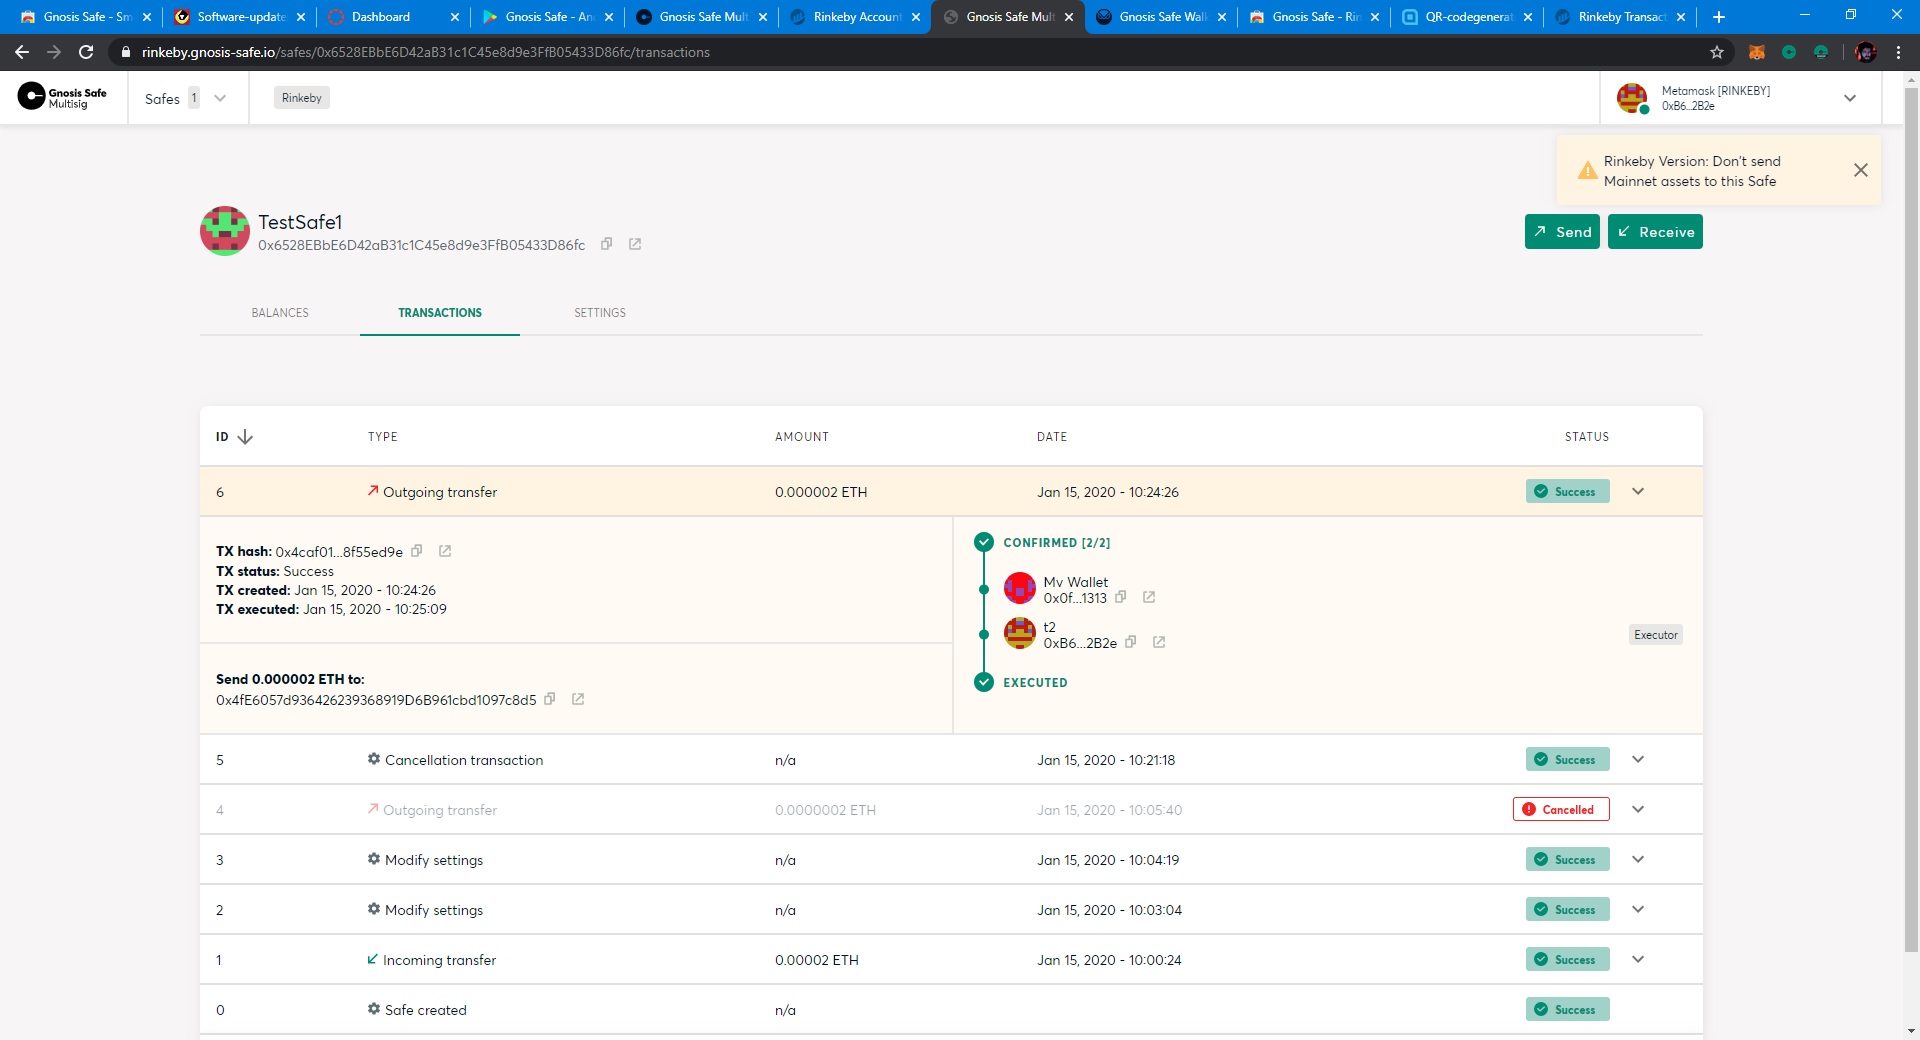 Gnosis Safe - Sm
Software-update
Dashboard
Gnosis Safe - An
Gnosis Safe Mult
Rinkeby Account
Gnosis Safe Mult
Gnosis Safe Wall
Gnosis Safe - Rin
QR-codegenerat
Rinkeby Transact
rinkeby.gnosis-safe.io/safes/0x6528EBbE6D42aB31c1C45e8d9e3FfB05433D86fc/transactions
Gnosis Safe
Multisig
Safes 1
Rinkeby
Metamask [RINKEBY]
0xB6...2B2e
Rinkeby Version: Don't send
Mainnet assets to this Safe
TestSafe1
0x6528EBbE6D42aB31c1C45e8d9e3FfB05433D86fc
Send
Receive
BALANCES
TRANSACTIONS
SETTINGS
ID TYPE AMOUNT DATE STATUS
6 Outgoing transfer 0.000002 ETH Jan 15, 2020 - 10:24:26 Success
TX hash: 0x4caf01...8f55ed9e
TX status: Success
TX created: Jan 15, 2020 - 10:24:26
TX executed: Jan 15, 2020 - 10:25:09
Send 0.000002 ETH to:
0x4fE6057d936426239368919D6B961cbd1097c8d5
CONFIRMED [2/2]
My Wallet
0x0f...1313
t2
0xB6...2B2e
Executor
EXECUTED
5 Cancellation transaction n/a Jan 15, 2020 - 10:21:18 Success
4 Outgoing transfer 0.0000002 ETH Jan 15, 2020 - 10:05:40 Cancelled
3 Modify settings n/a Jan 15, 2020 - 10:04:19 Success
2 Modify settings n/a Jan 15, 2020 - 10:03:04 Success
1 Incoming transfer 0.00002 ETH Jan 15, 2020 - 10:00:24 Success
0 Safe created n/a Success